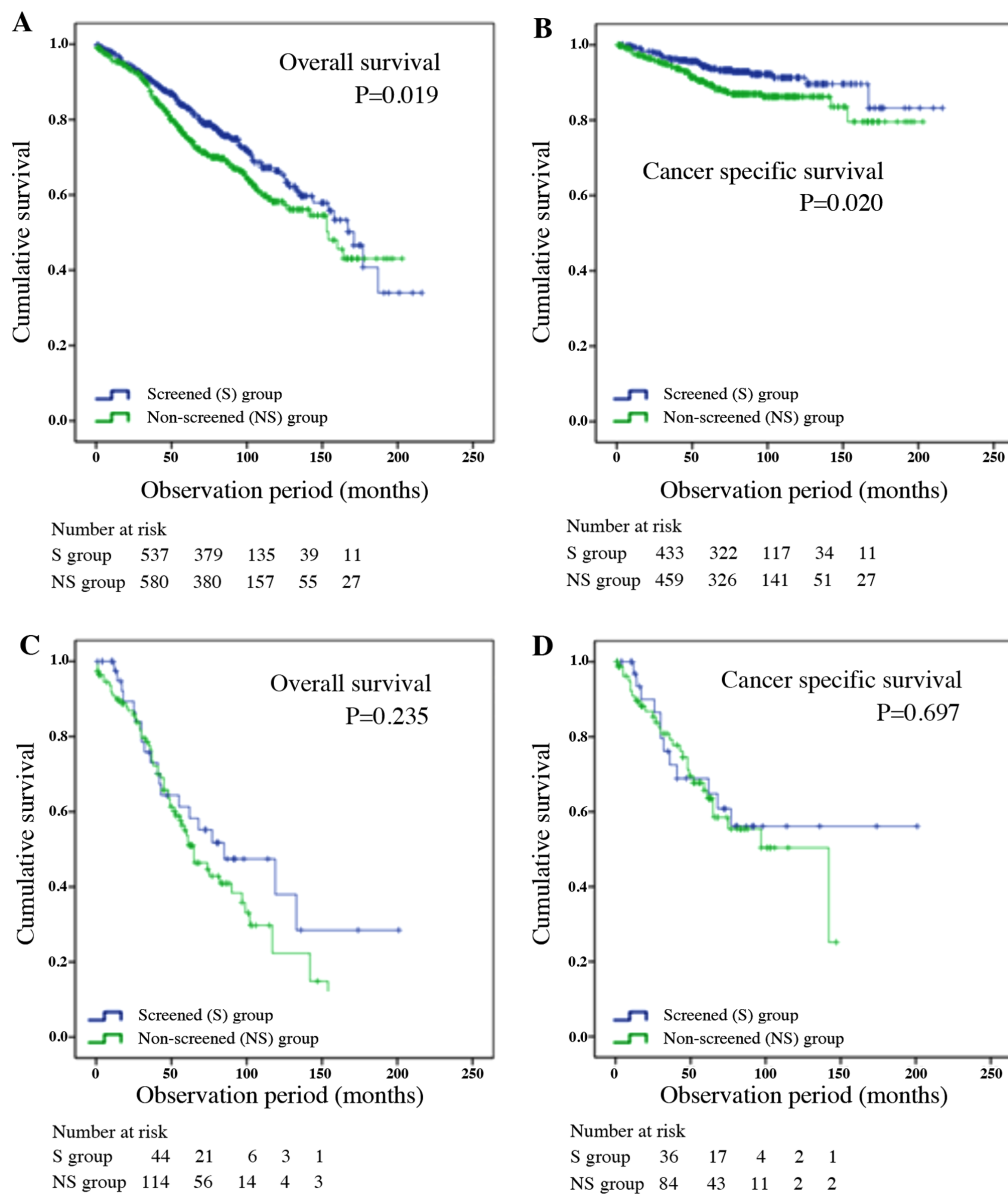 A
Overall survival
P=0.019
Cumulative survival
1.0
0.8
0.6
0.4
0.2
0.0
Screened (S) group
Non-screened (NS) group
0 50 100 150 200 250
Observation period (months)
Number at risk
S group 537 379 135 39 11
NS group 580 380 157 55 27
B
Cancer specific survival
P=0.020
Cumulative survival
1.0
0.8
0.6
0.4
0.2
0.0
Screened (S) group
Non-screened (NS) group
0 50 100 150 200 250
Observation period (months)
Number at risk
S group 433 322 117 34 11
NS group 459 326 141 51 27
C
Overall survival
P=0.235
Cumulative survival
1.0
0.8
0.6
0.4
0.2
0.0
Screened (S) group
Non-screened (NS) group
0 50 100 150 200 250
Observation period (months)
Number at risk
S group 44 21 6 3 1
NS group 114 56 14 4 3
D
Cancer specific survival
P=0.697
Cumulative survival
1.0
0.8
0.6
0.4
0.2
0.0
Screened (S) group
Non-screened (NS) group
0 50 100 150 200 250
Observation period (months)
Number at risk
S group 36 17 4 2 1
NS group 84 43 11 2 2